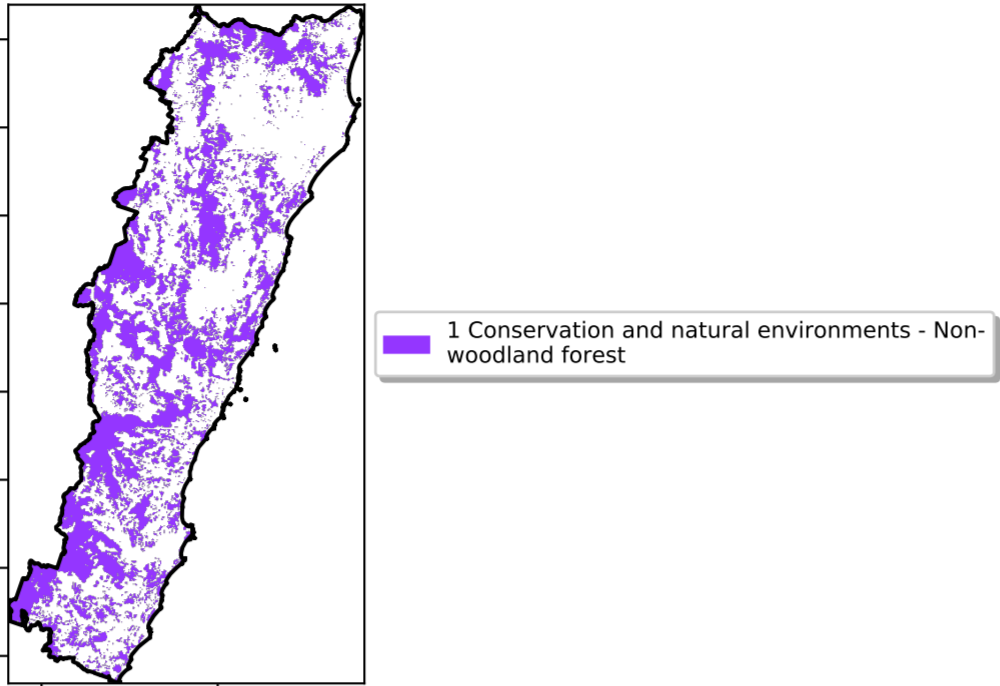 1 Conservation and natural environments - Non-
woodland forest